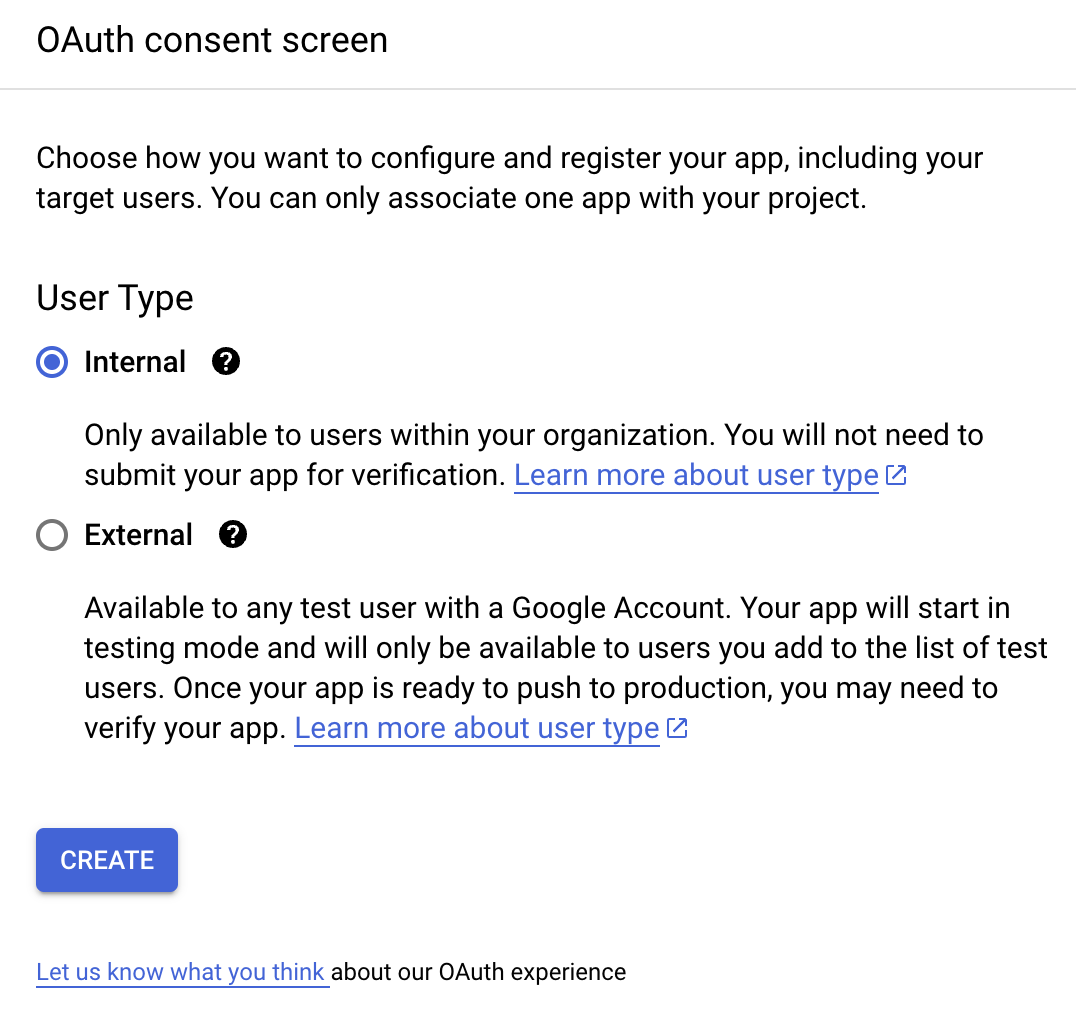 OAuth consent screen
Choose how you want to configure and register your app, including your
target users. You can only associate one app with your project.
User Type
Internal ?
Only available to users within your organization. You will not need to
submit your app for verification. Learn more about user type
External ?
Available to any test user with a Google Account. Your app will start in
testing mode and will only be available to users you add to the list of test
users. Once your app is ready to push to production, you may need to
verify your app. Learn more about user type
CREATE
Let us know what you think about our OAuth experience